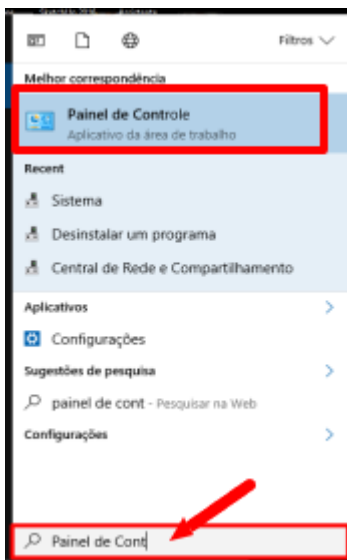 Filtros
Melhor correspondência
Painel de Controle
Aplicativo da área de trabalho
Recent
Sistema
Desinstalar um programa
Central de Rede e Compartilhamento
Aplicativos
Configurações
Sugestões de pesquisa
painel de cont - Pesquisar na Web
Configurações
Painel de Cont